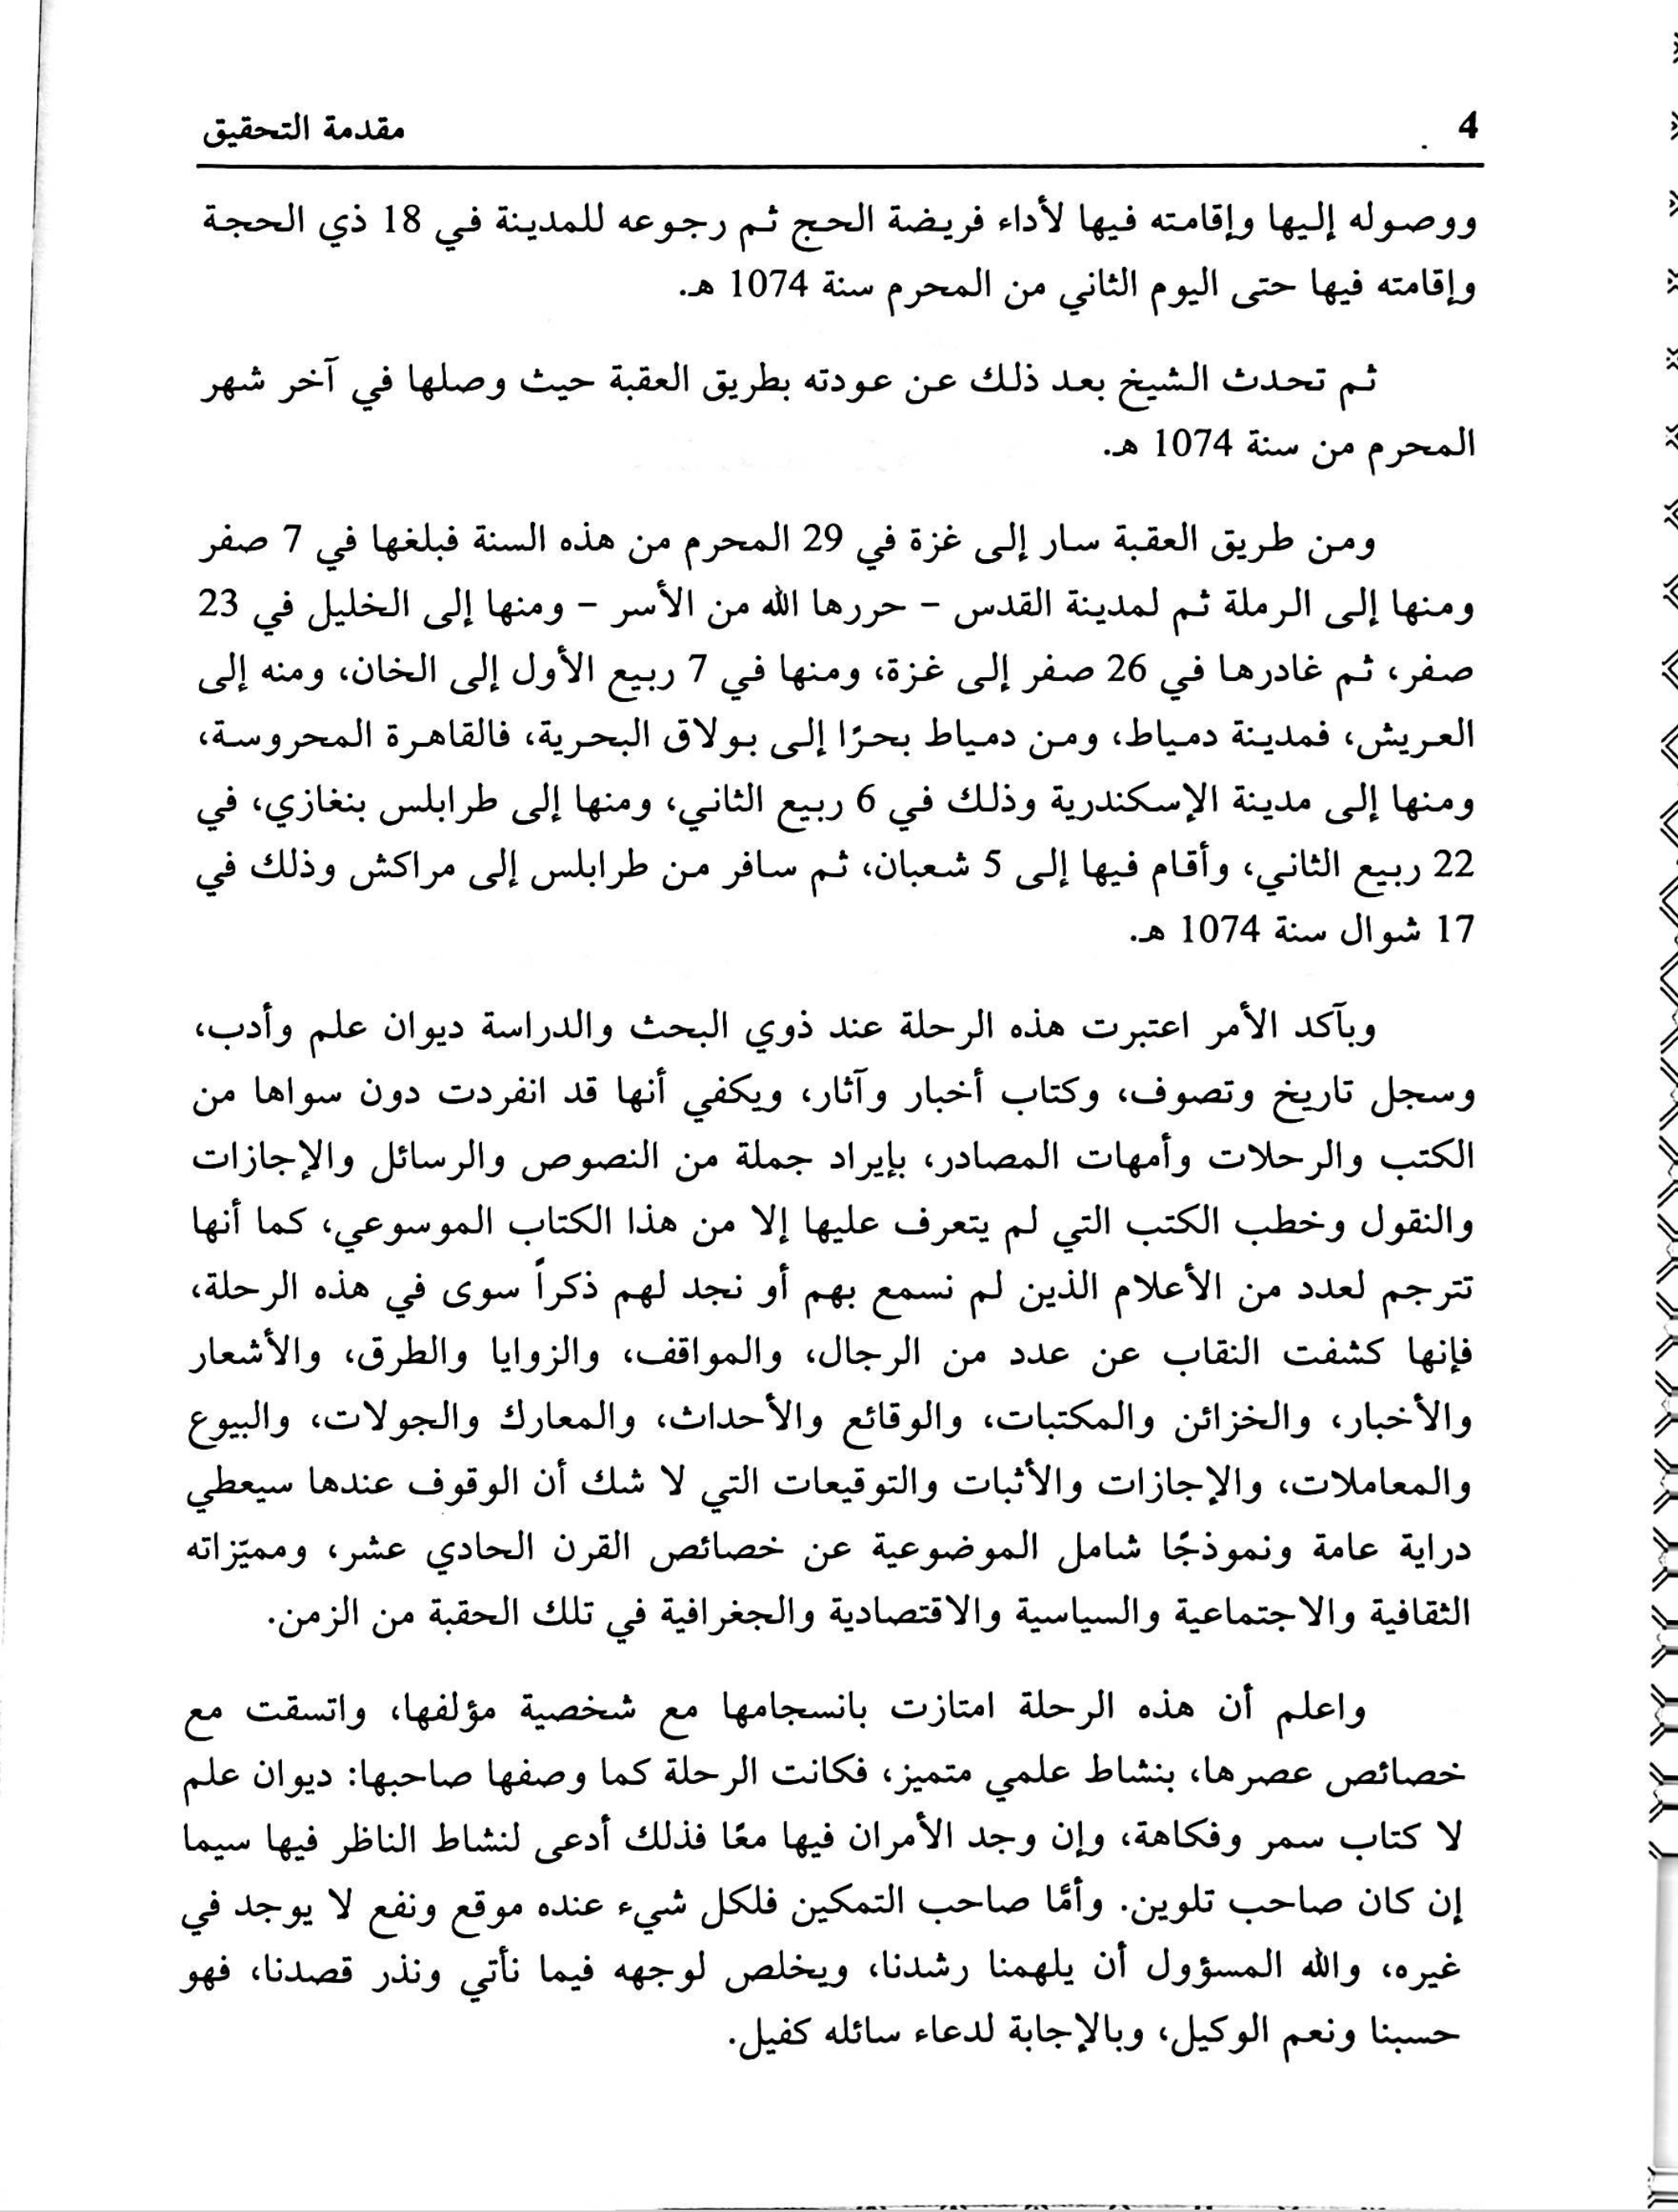 4
مقدمة التحقيق
ووصوله إليها وإقامته فيها لأداء فريضة الحج ثم رجوعه للمدينة في 18 ذي الحجة
وإقامته فيها حتى اليوم الثاني من المحرم سنة 1074 هـ.
ثم تحدث الشيخ بعد ذلك عن عودته بطريق العقبة حيث وصلها في آخر شهر
المحرم من سنة 1074 هـ.
ومن طريق العقبة سار إلى غزة في 29 المحرم من هذه السنة فبلغها في 7 صفر
ومنها إلى الرملة ثم لمدينة القدس – حررها الله من الأسر – ومنها إلى الخليل في 23
صفر، ثم غادرها في 26 صفر إلى غزة، ومنها في 7 ربيع الأول إلى الخان، ومنه إلى
العريش، فمدينة دمياط، ومن دمياط بحرًا إلى بولاق البحرية، فالقاهرة المحروسة،
ومنها إلى مدينة الإسكندرية وذلك في 6 ربيع الثاني، ومنها إلى طرابلس بنغازي، في
22 ربيع الثاني، وأقام فيها إلى 5 شعبان، ثم سافر من طرابلس إلى مراكش وذلك في
17 شوال سنة 1074 هـ.
وبآكد الأمر اعتبرت هذه الرحلة عند ذوي البحث والدراسة ديوان علم وأدب،
وسجل تاريخ وتصوف، وكتاب أخبار وآثار، ويكفي أنها قد انفردت دون سواها من
الكتب والرحلات وأمهات المصادر، بإيراد جملة من النصوص والرسائل والإجازات
والنقول وخطب الكتب التي لم يتعرف عليها إلا من هذا الكتاب الموسوعي، كما أنها
تترجم لعدد من الأعلام الذين لم نسمع بهم أو نجد لهم ذكراً سوى في هذه الرحلة،
فإنها كشفت النقاب عن عدد من الرجال، والمواقف، والزوايا والطرق، والأشعار
والأخبار، والخزائن والمكتبات، والوقائع والأحداث، والمعارك والجولات، والبيوع
والمعاملات، والإجازات والأثبات والتوقيعات التي لا شك أن الوقوف عندها سيعطي
دراية عامة ونموذجًا شامل الموضوعية عن خصائص القرن الحادي عشر، ومميّزاته
الثقافية والاجتماعية والسياسية والاقتصادية والجغرافية في تلك الحقبة من الزمن.
واعلم أن هذه الرحلة امتازت بانسجامها مع شخصية مؤلفها، واتسقت مع
خصائص عصرها، بنشاط علمي متميز، فكانت الرحلة كما وصفها صاحبها: ديوان علم
لا كتاب سمر وفكاهة، وإن وجد الأمران فيها معًا فذلك أدعى لنشاط الناظر فيها سيما
إن كان صاحب تلوين. وأمَّا صاحب التمكين فلكل شيء عنده موقع ونفع لا يوجد في
غيره، والله المسؤول أن يلهمنا رشدنا، ويخلص لوجهه فيما نأتي ونذر قصدنا، فهو
حسبنا ونعم الوكيل، وبالإجابة لدعاء سائله كفيل.